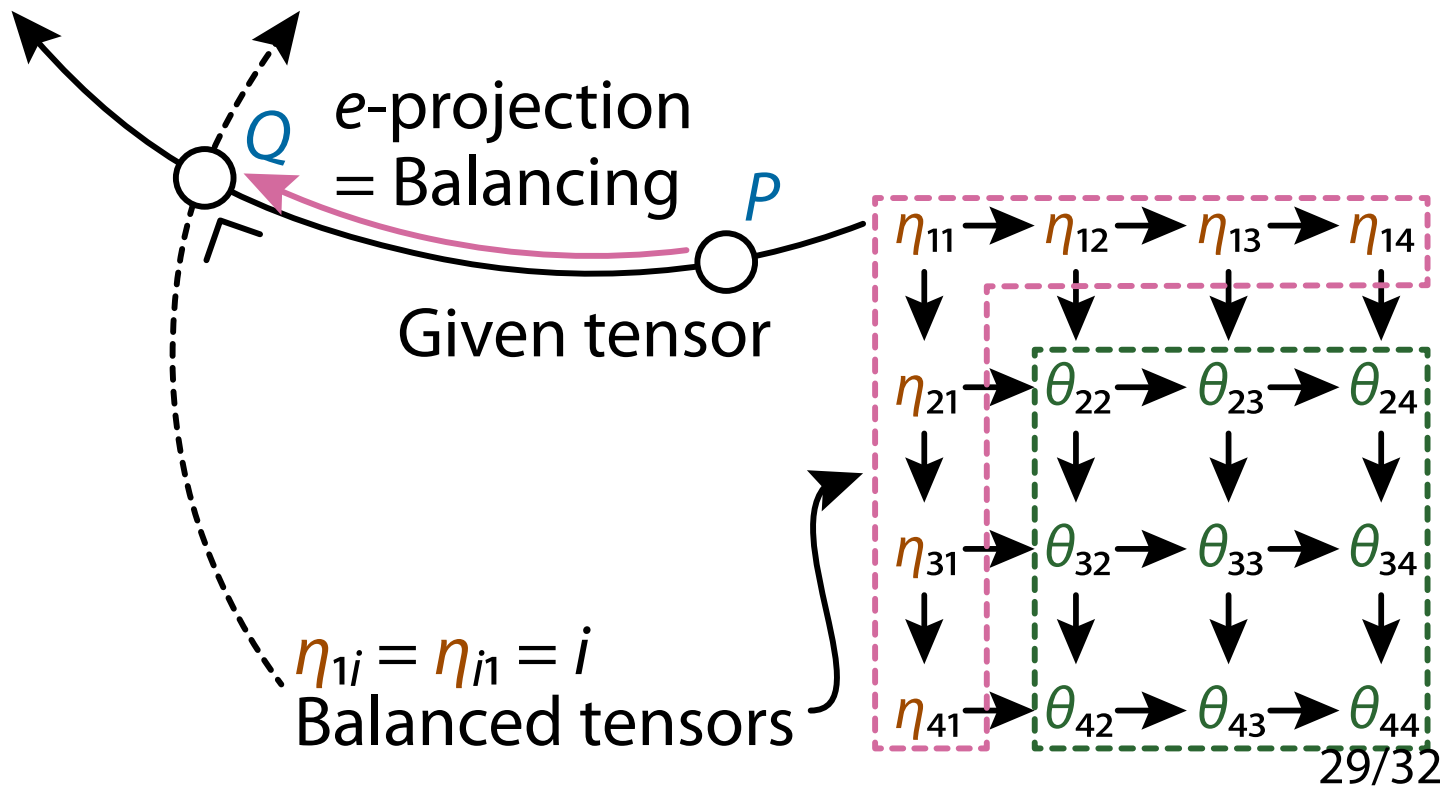 e-projection
= Balancing
Q
P
Given tensor
η₁₁ η₁₂ η₁₃ η₁₄
η₂₁ θ₂₂ θ₂₃ θ₂₄
η₃₁ θ₃₂ θ₃₃ θ₃₄
η₄₁ θ₄₂ θ₄₃ θ₄₄
η₁ᵢ = ηᵢ₁ = i
Balanced tensors
29/32